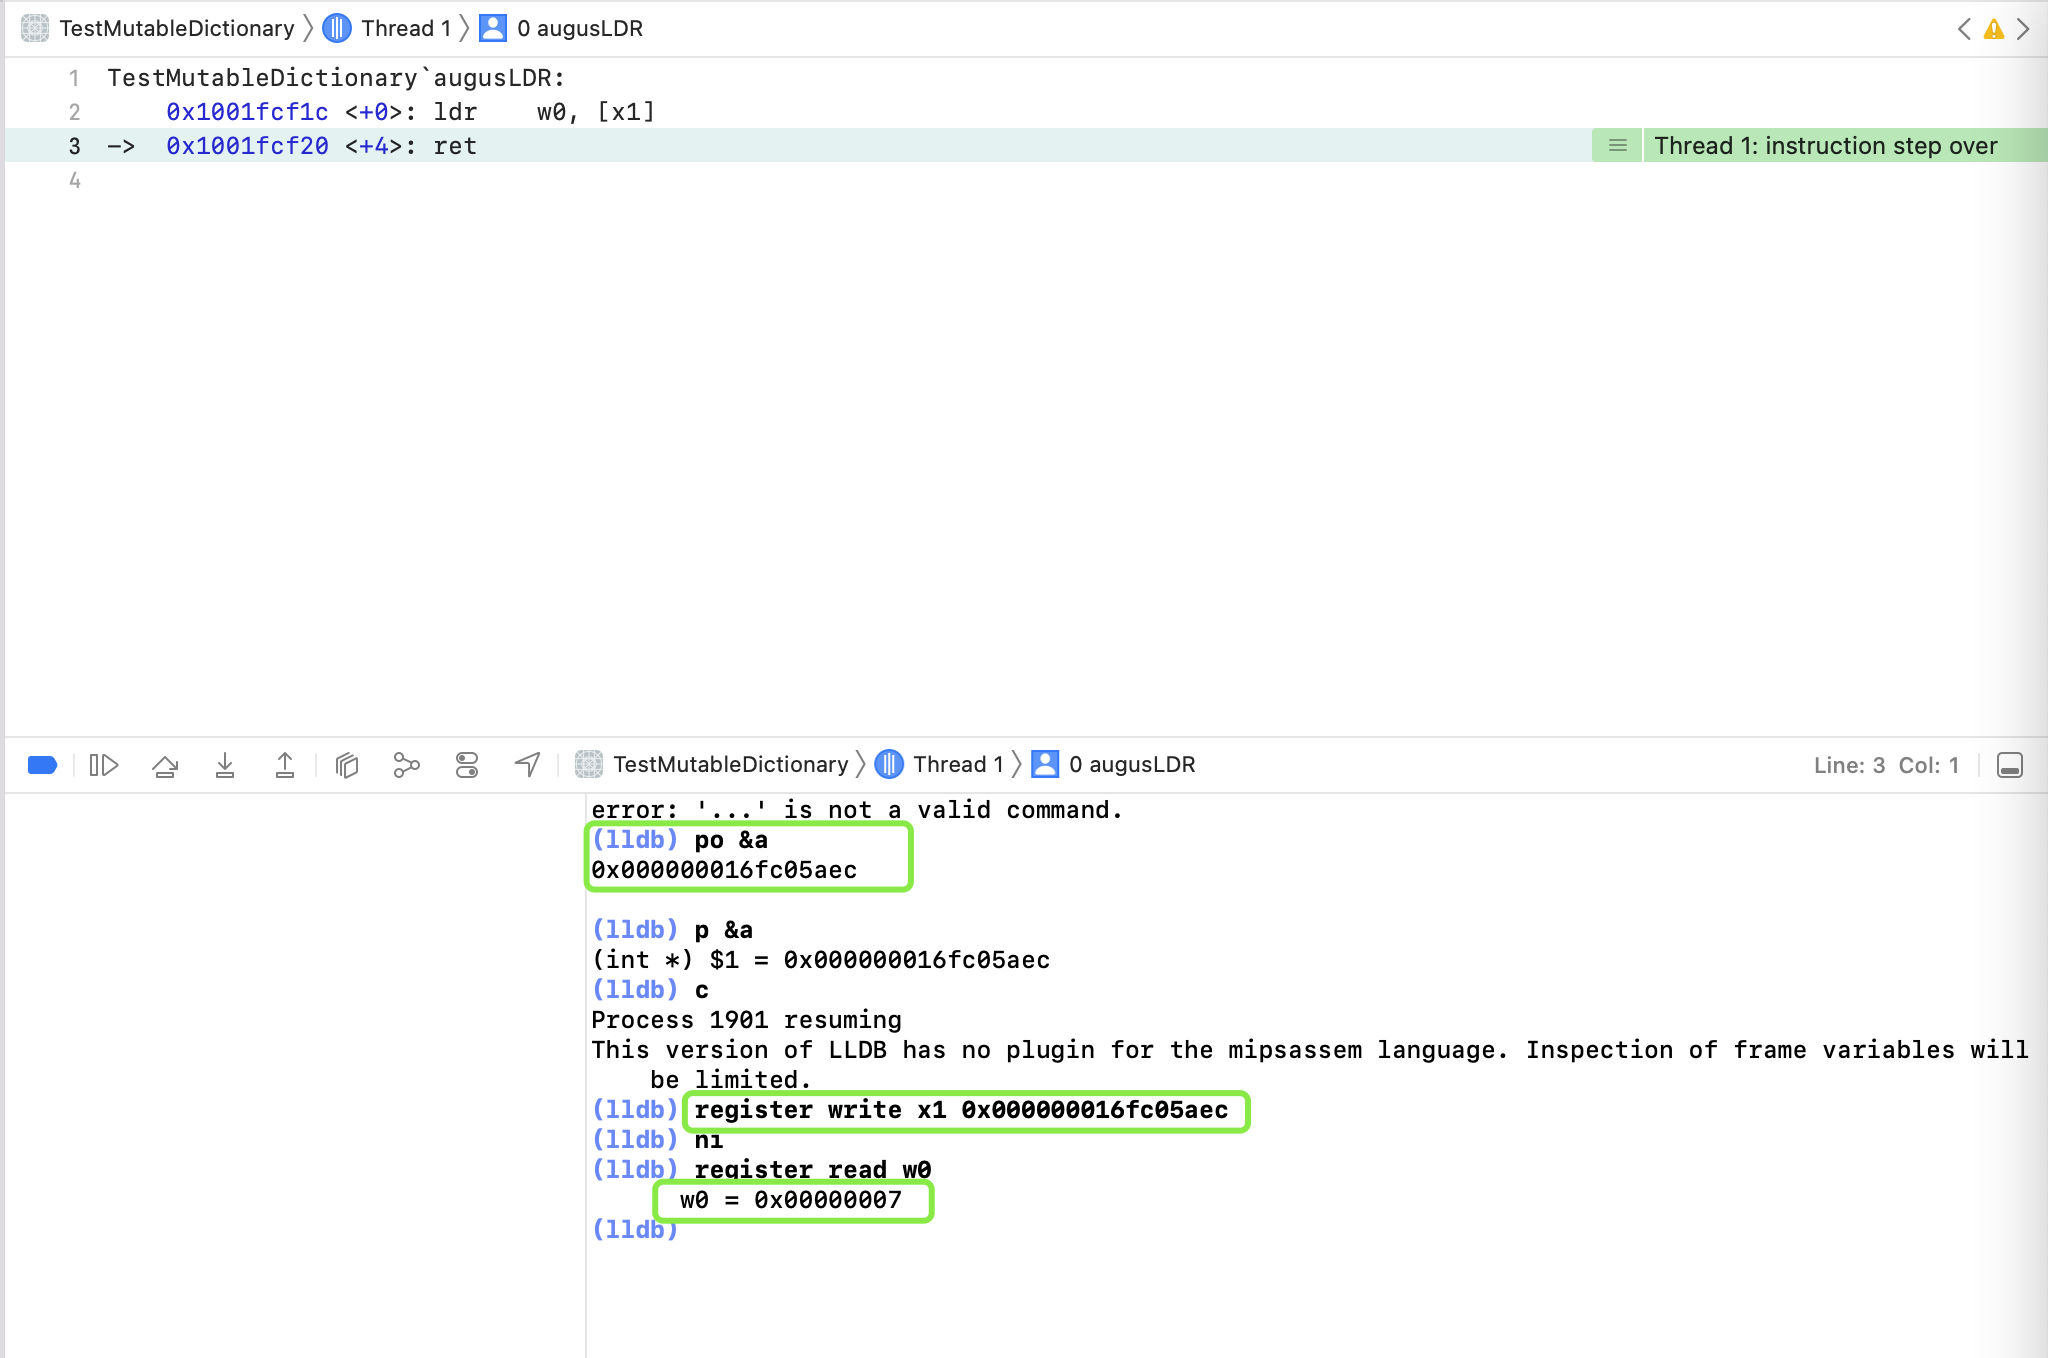 TestMutableDictionary 〉 Thread 1 〉 0 augusLDR
1 TestMutableDictionary`augusLDR:
2 0x1001fcf1c <+0>: ldr w0, [x1]
3 -> 0x1001fcf20 <+4>: ret Thread 1: instruction step over
4
TestMutableDictionary 〉 Thread 1 〉 0 augusLDR Line: 3 Col: 1
error: '...' is not a valid command.
(lldb) po &a
0x000000016fc05aec
(lldb) p &a
(int *) $1 = 0x000000016fc05aec
(lldb) c
Process 1901 resuming
This version of LLDB has no plugin for the mipsassem language. Inspection of frame variables will
be limited.
(lldb) register write x1 0x000000016fc05aec
(lldb) ni
(lldb) register read w0
w0 = 0x00000007
(lldb)